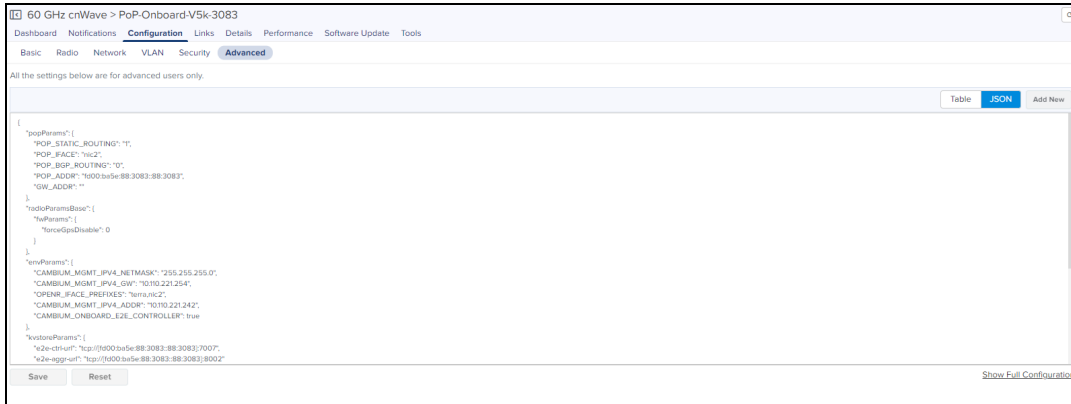 60 GHz cnWave > PoP-Onboard-V5k-3083
Dashboard Notifications Configuration Links Details Performance Software Update Tools
Basic Radio Network VLAN Security Advanced
All the settings below are for advanced users only.
Table JSON Add New
{
"popParams": {
"POP_STATIC_ROUTING": "1",
"POP_IFACE": "nic2",
"POP_BGP_ROUTING": "0",
"POP_ADDR": "fd00:ba5e:88:3083::88:3083",
"GW_ADDR": ""
},
"radioParamsBase": {
"fwParams": {
"forceGpsDisable": 0
}
},
"envParams": {
"CAMBIUM_MGMT_IPV4_NETMASK": "255.255.255.0",
"CAMBIUM_MGMT_IPV4_GW": "10.110.221.254",
"OPENR_IFACE_PREFIXES": "terra,nic2",
"CAMBIUM_MGMT_IPV4_ADDR": "10.110.221.242",
"CAMBIUM_ONBOARD_E2E_CONTROLLER": true
},
"kvstoreParams": {
"e2e-ctrl-url": "tcp://[fd00:ba5e:88:3083::88:3083]:7007",
"e2e-aggr-url": "tcp://[fd00:ba5e:88:3083::88:3083]:8002"
Save Reset Show Full Configuration